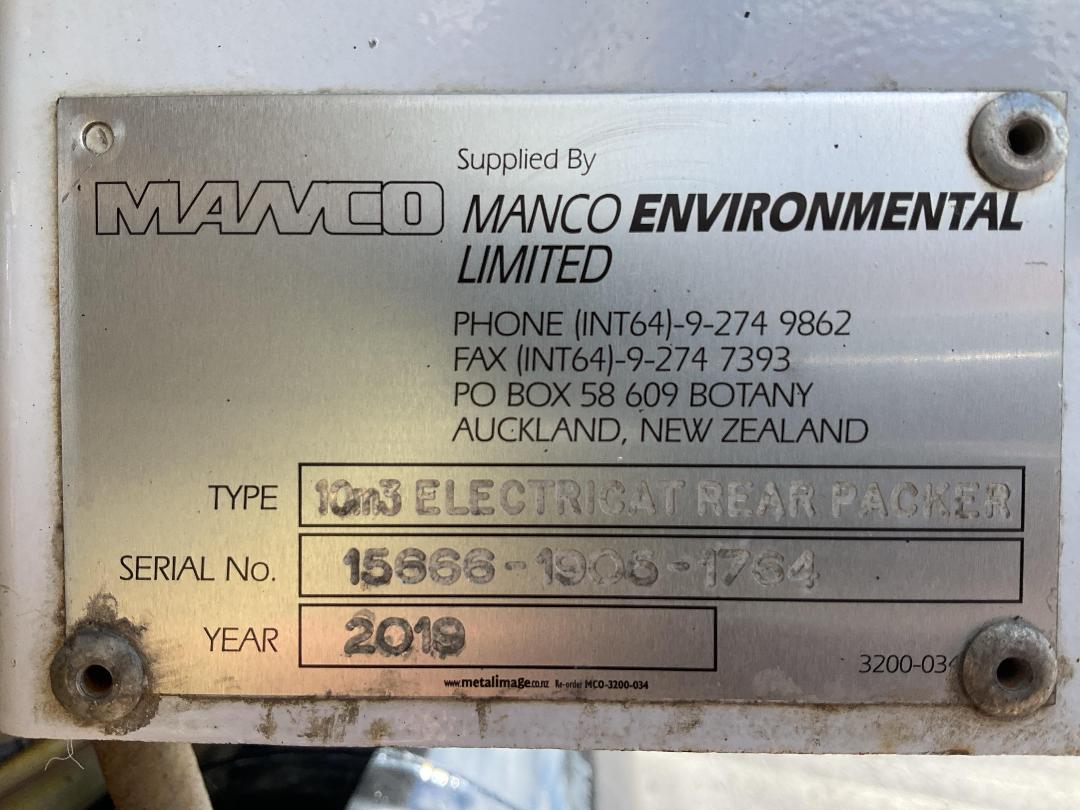 Supplied By
MANCO MANCO ENVIRONMENTAL
LIMITED
PHONE (INT64)-9-274 9862
FAX (INT64)-9-274 7393
PO BOX 58 609 BOTANY
AUCKLAND, NEW ZEALAND
TYPE 10m3 ELECTRICAT REAR PACKER
SERIAL No. 15666-1905-1764
YEAR 2019
3200-034
www.metalimage.co.nz Re-order MCO-3200-034